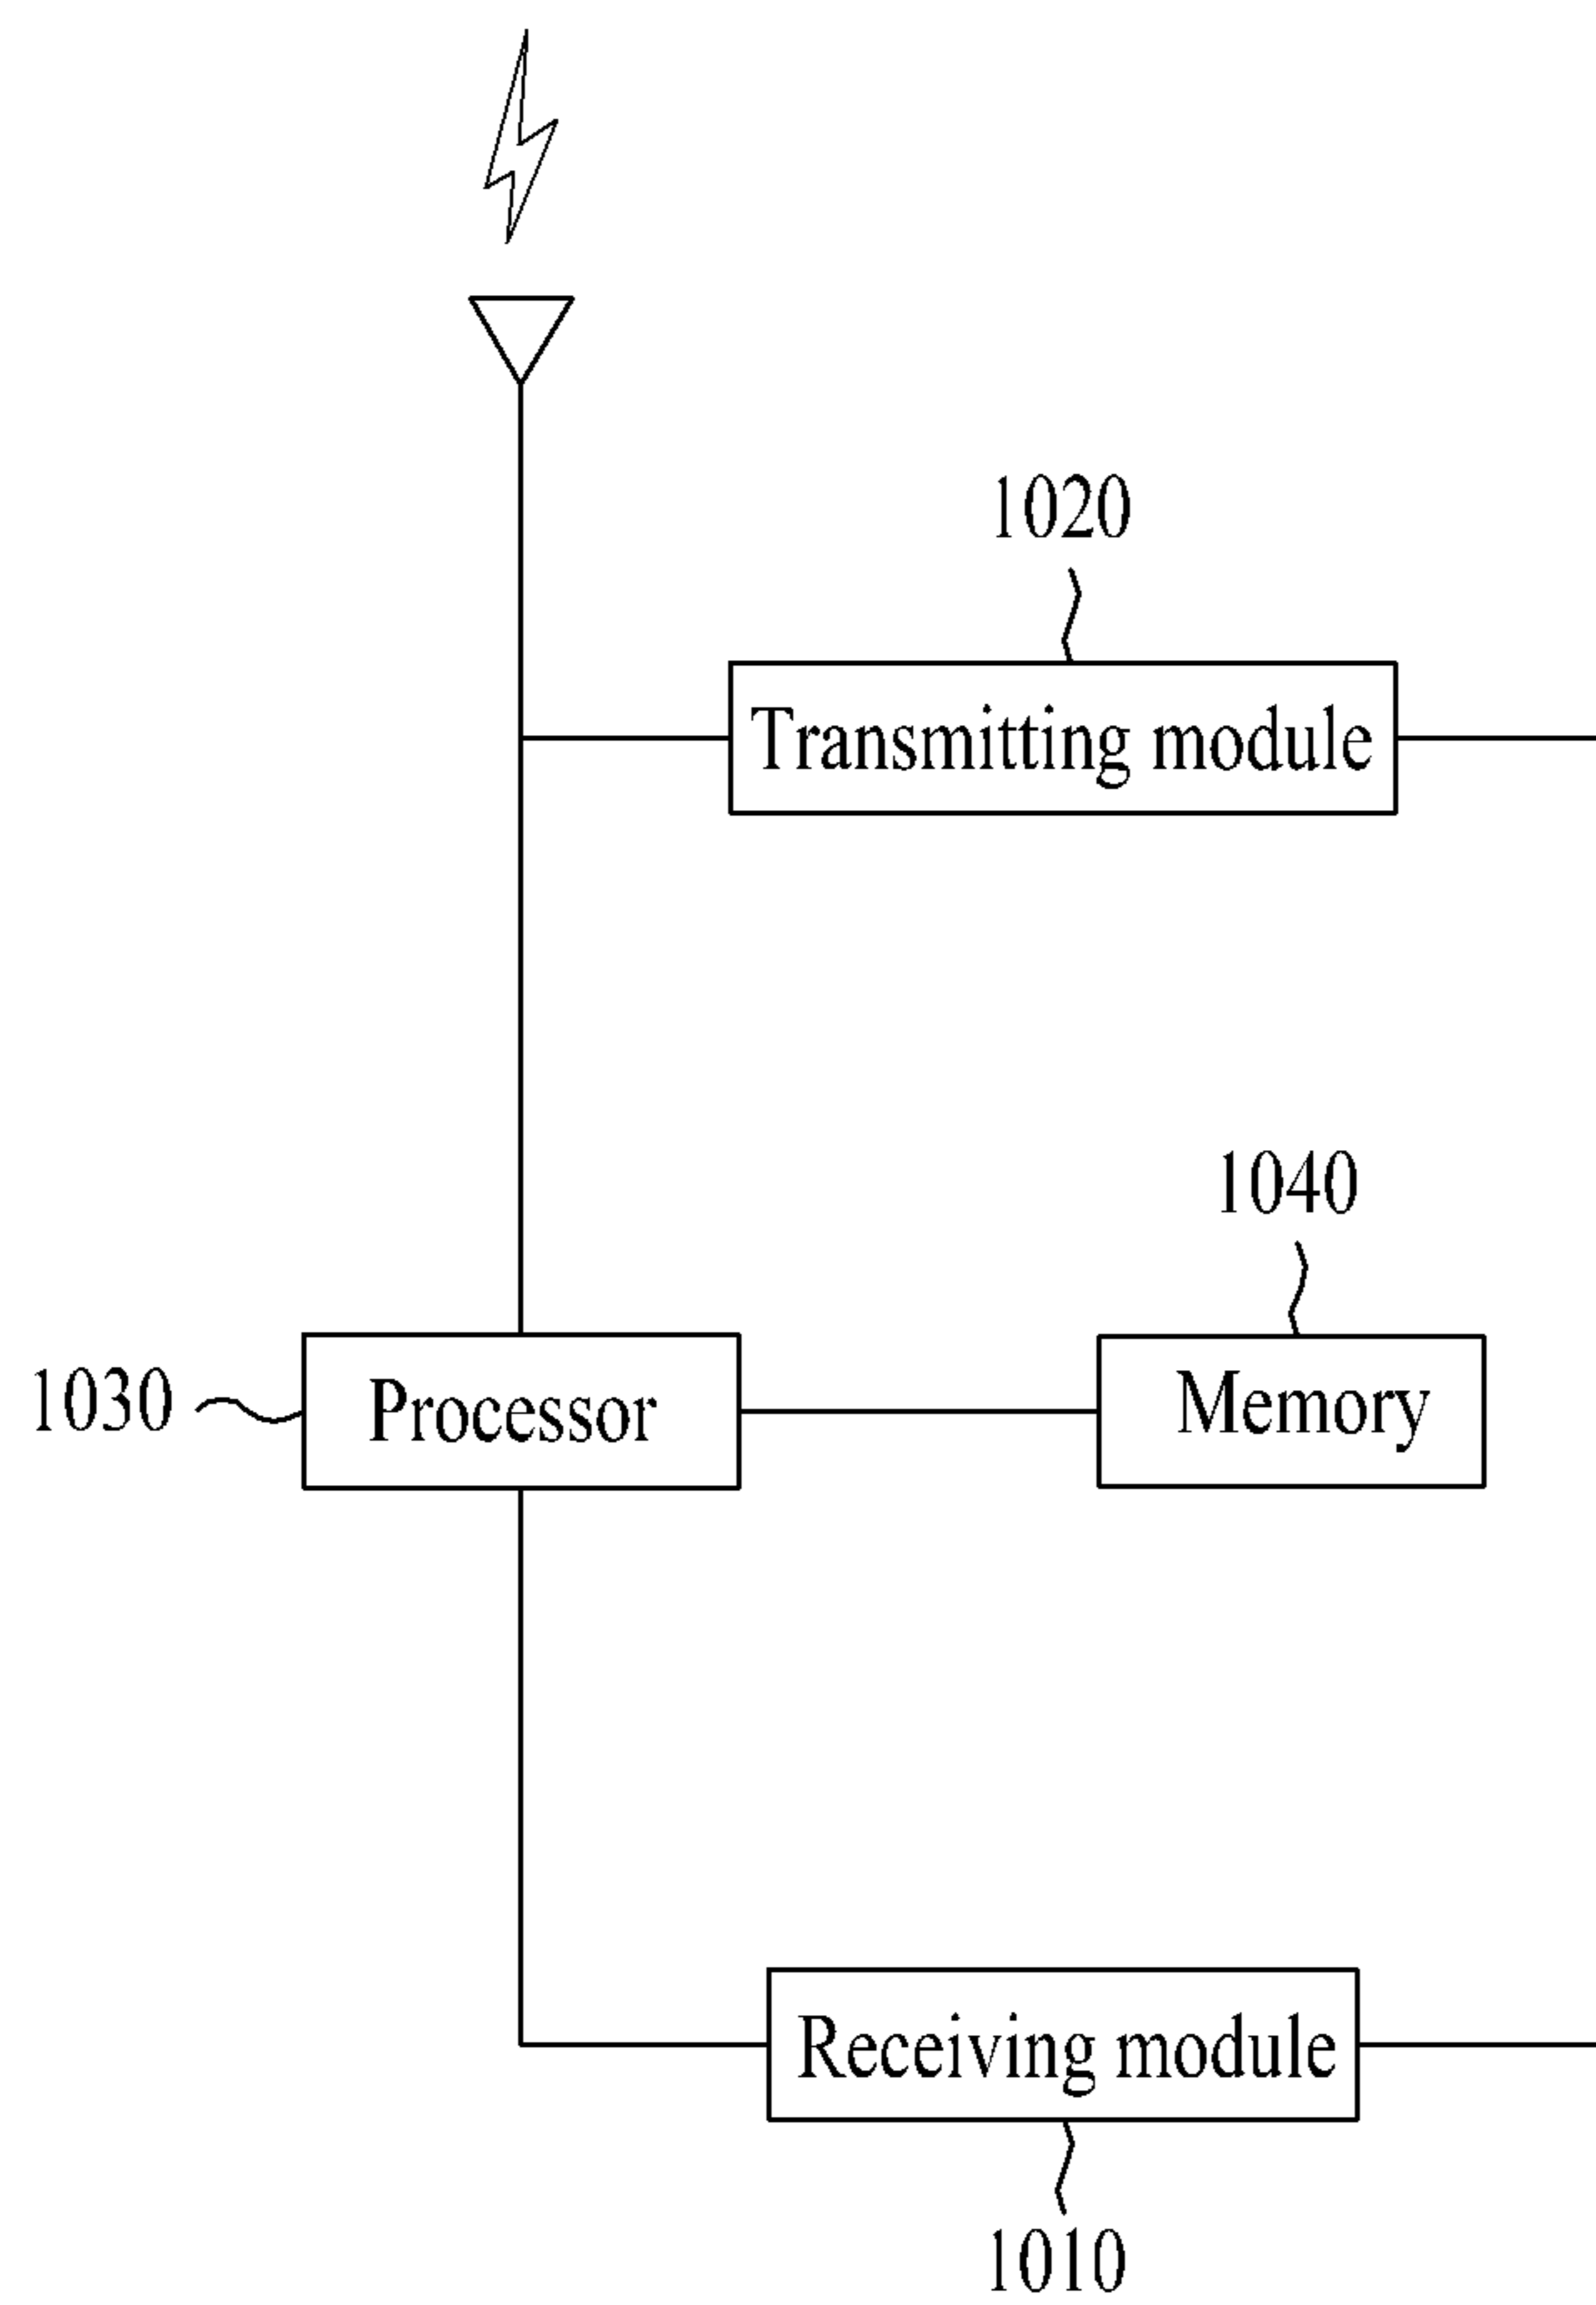 1020
Transmitting module
1040
1030
Processor
Memory
Receiving module
1010